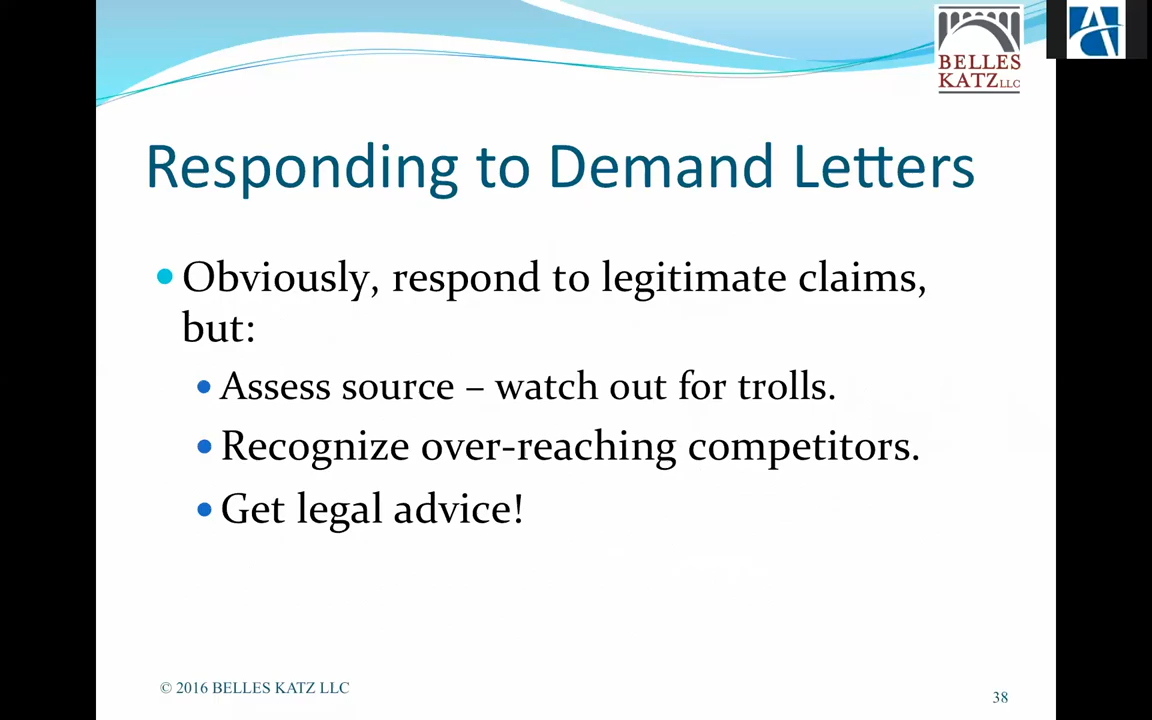 BELLES
KATZ LLC
Responding to Demand Letters
Obviously, respond to legitimate claims,
but:
Assess source – watch out for trolls.
Recognize over-reaching competitors.
Get legal advice!
© 2016 BELLES KATZ LLC
38